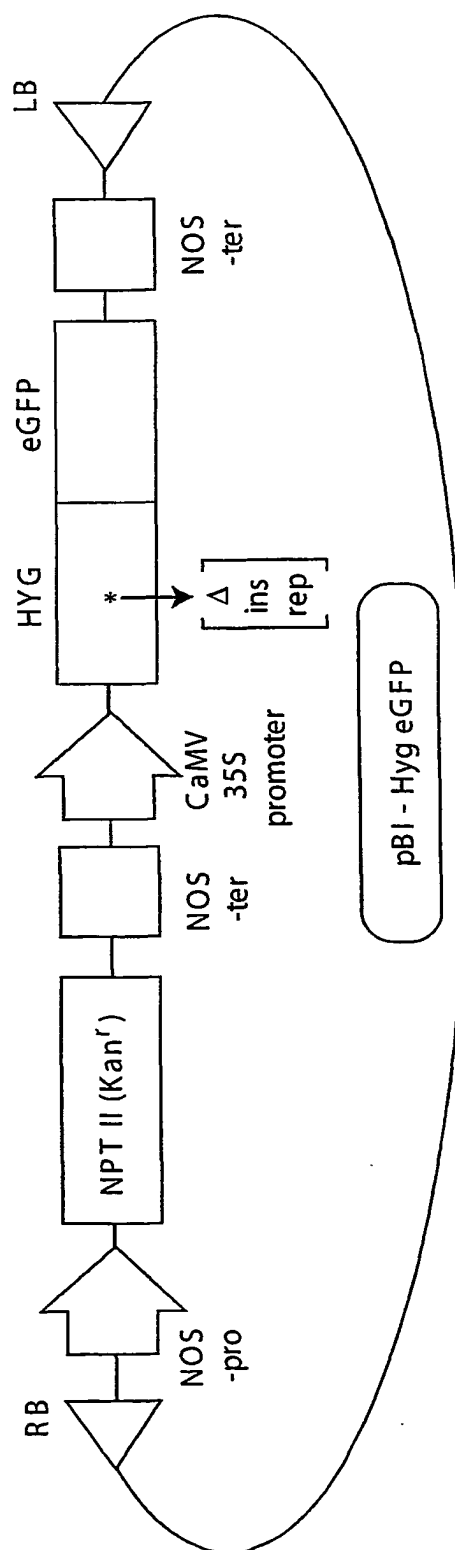 RB
NOS
-pro
NPT II (Kanʳ)
NOS
-ter
CaMV
35S
promoter
HYG
*
Δ
ins
rep
eGFP
NOS
-ter
LB
pBI - Hyg eGFP